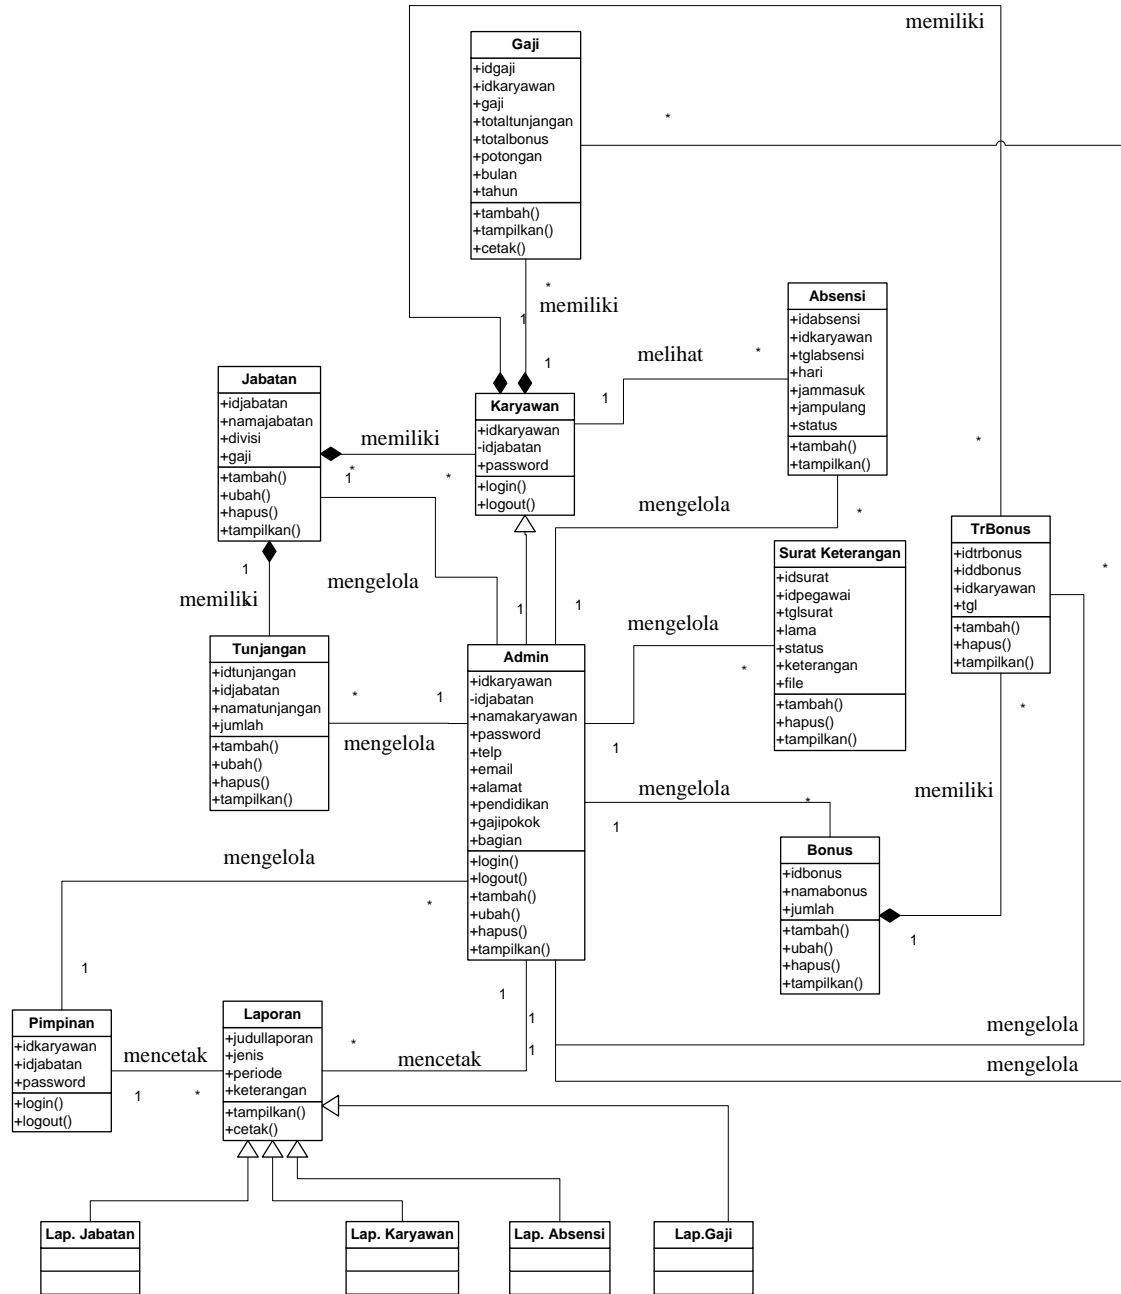 memiliki
Gaji
+idgaji
+idkaryawan
+gaji
+totaltunjangan
+totalbonus
+potongan
+bulan
+tahun
+tambah()
+tampilkan()
+cetak()
*
*
memiliki
1
1
Absensi
+idabsensi
+idkaryawan
+tglabsensi
+hari
+jammasuk
+jampulang
+status
+tambah()
+tampilkan()
melihat
*
1
Jabatan
+idjabatan
+namajabatan
+divisi
+gaji
+tambah()
+ubah()
+hapus()
+tampilkan()
memiliki
*
1
*
Karyawan
+idkaryawan
-idjabatan
+password
+login()
+logout()
*
mengelola
*
1
memiliki
*
mengelola
1
1
Surat Keterangan
+idsurat
+idpegawai
+tglsurat
+lama
+status
+keterangan
+file
+tambah()
+hapus()
+tampilkan()
TrBonus
+idtrbonus
+iddbonus
+idkaryawan
+tgl
+tambah()
+hapus()
+tampilkan()
*
mengelola
*
1
Tunjangan
+idtunjangan
+idjabatan
+namatunjangan
+jumlah
+tambah()
+ubah()
+hapus()
+tampilkan()
*
1
mengelola
Admin
+idkaryawan
-idjabatan
+namakaryawan
+password
+telp
+email
+alamat
+pendidikan
+gajipokok
+bagian
+login()
+logout()
+tambah()
+ubah()
+hapus()
+tampilkan()
*
memiliki
mengelola
*
1
Bonus
+idbonus
+namabonus
+jumlah
+tambah()
+ubah()
+hapus()
+tampilkan()
1
mengelola
*
1
1
1
1
mengelola
mengelola
Pimpinan
+idkaryawan
+idjabatan
+password
+login()
+logout()
mencetak
1
*
Laporan
+judullaporan
+jenis
+periode
+keterangan
+tampilkan()
+cetak()
*
mencetak
Lap. Jabatan
Lap. Karyawan
Lap. Absensi
Lap.Gaji